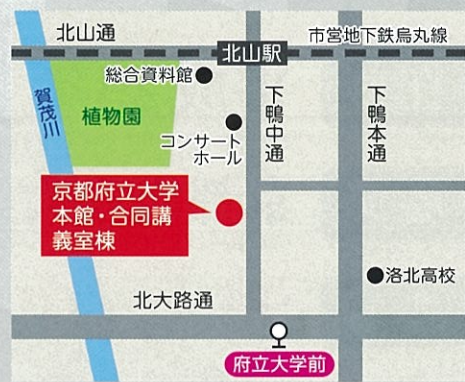 北山通
市営地下鉄烏丸線
北山駅
総合資料館
賀茂川
植物園
コンサート
ホール
下鴨中通
下鴨本通
京都府立大学
本館・合同講
義室棟
洛北高校
北大路通
府立大学前